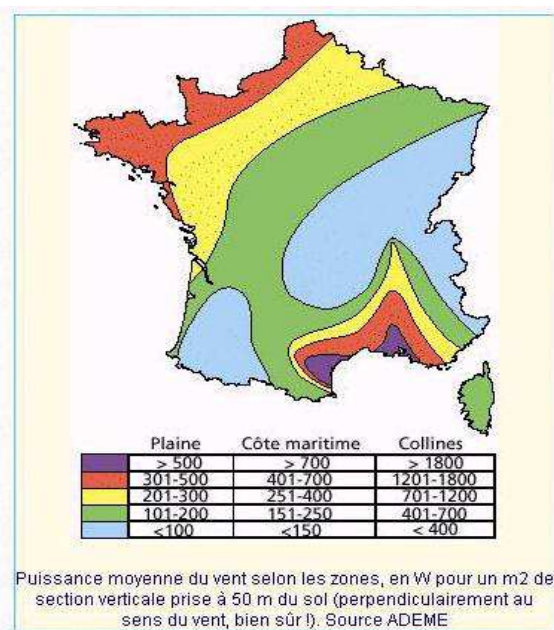 Plaine Côte maritime Collines
> 500 > 700 > 1800
301-500 401-700 1201-1800
201-300 251-400 701-1200
101-200 151-250 401-700
<100 <150 < 400
Puissance moyenne du vent selon les zones, en W pour un m2 de
section verticale prise à 50 m du sol (perpendiculairement au
sens du vent, bien sûr !). Source ADEME